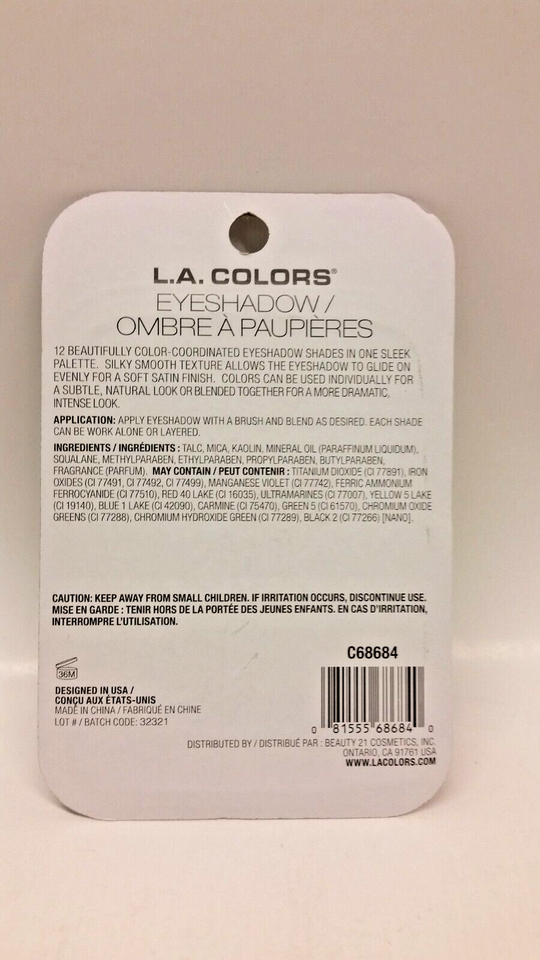 L.A. COLORS®
EYESHADOW /
OMBRE À PAUPIÈRES
12 BEAUTIFULLY COLOR-COORDINATED EYESHADOW SHADES IN ONE SLEEK
PALETTE. SILKY SMOOTH TEXTURE ALLOWS THE EYESHADOW TO GLIDE ON
EVENLY FOR A SOFT SATIN FINISH. COLORS CAN BE USED INDIVIDUALLY FOR
A SUBTLE, NATURAL LOOK OR BLENDED TOGETHER FOR A MORE DRAMATIC,
INTENSE LOOK.
APPLICATION: APPLY EYESHADOW WITH A BRUSH AND BLEND AS DESIRED. EACH SHADE
CAN BE WORK ALONE OR LAYERED.
INGREDIENTS / INGRÉDIENTS : TALC, MICA, KAOLIN, MINERAL OIL (PARAFFINUM LIQUIDUM),
SQUALANE, METHYLPARABEN, ETHYLPARABEN, PROPYLPARABEN, BUTYLPARABEN,
FRAGRANCE (PARFUM). MAY CONTAIN / PEUT CONTENIR : TITANIUM DIOXIDE (CI 77891), IRON
OXIDES (CI 77491, CI 77492, CI 77499), MANGANESE VIOLET (CI 77742), FERRIC AMMONIUM
FERROCYANIDE (CI 77510), RED 40 LAKE (CI 16035), ULTRAMARINES (CI 77007), YELLOW 5 LAKE
(CI 19140), BLUE 1 LAKE (CI 42090), CARMINE (CI 75470), GREEN 5 (CI 61570), CHROMIUM OXIDE
GREENS (CI 77288), CHROMIUM HYDROXIDE GREEN (CI 77289), BLACK 2 (CI 77266) [NANO].
CAUTION: KEEP AWAY FROM SMALL CHILDREN. IF IRRITATION OCCURS, DISCONTINUE USE.
MISE EN GARDE : TENIR HORS DE LA PORTÉE DES JEUNES ENFANTS. EN CAS D'IRRITATION,
INTERROMPRE L'UTILISATION.
C68684
36M
DESIGNED IN USA /
CONÇU AUX ÉTATS-UNIS
MADE IN CHINA / FABRIQUÉ EN CHINE
LOT # / BATCH CODE: 32321
0 81555 68684 0
DISTRIBUTED BY / DISTRIBUÉ PAR : BEAUTY 21 COSMETICS, INC.
ONTARIO, CA 91761 USA
WWW.LACOLORS.COM